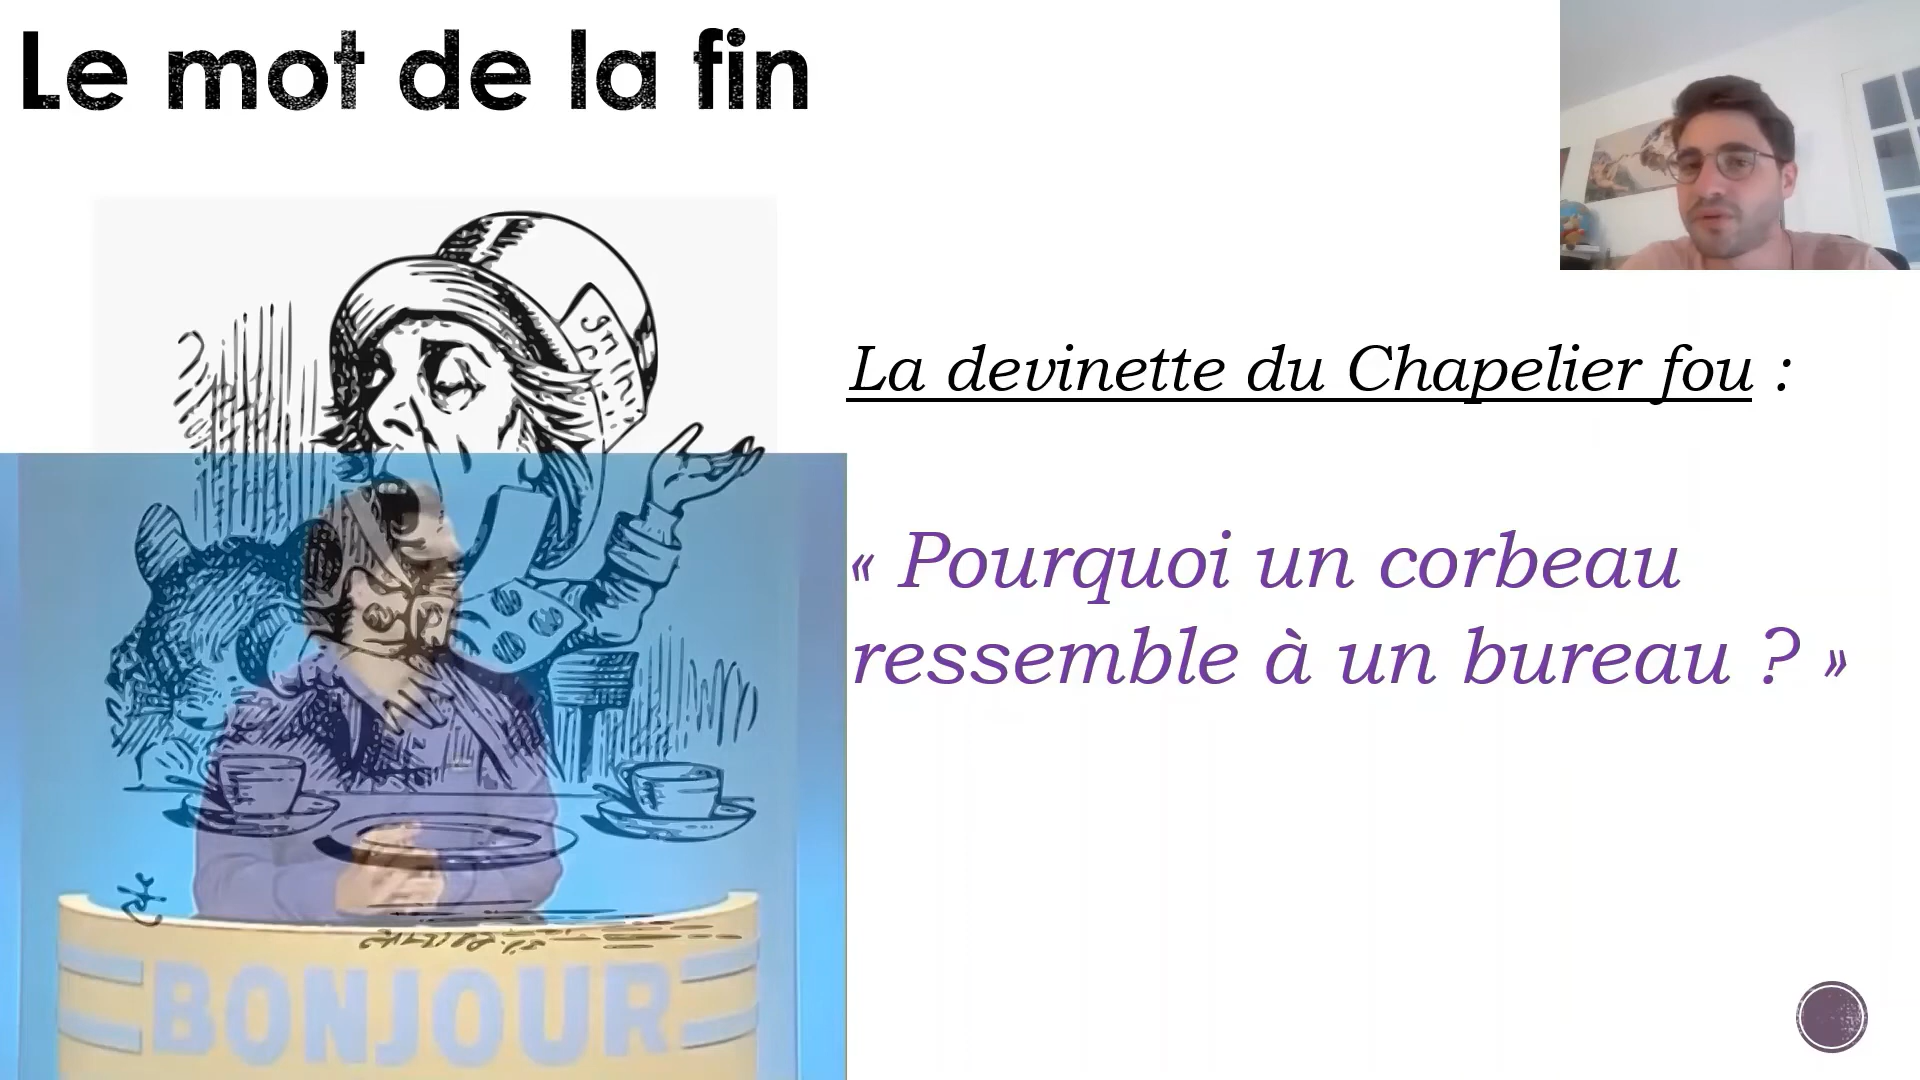 Le mot de la fin
La devinette du Chapelier fou :
« Pourquoi un corbeau
ressemble à un bureau ? »
BONJOUR